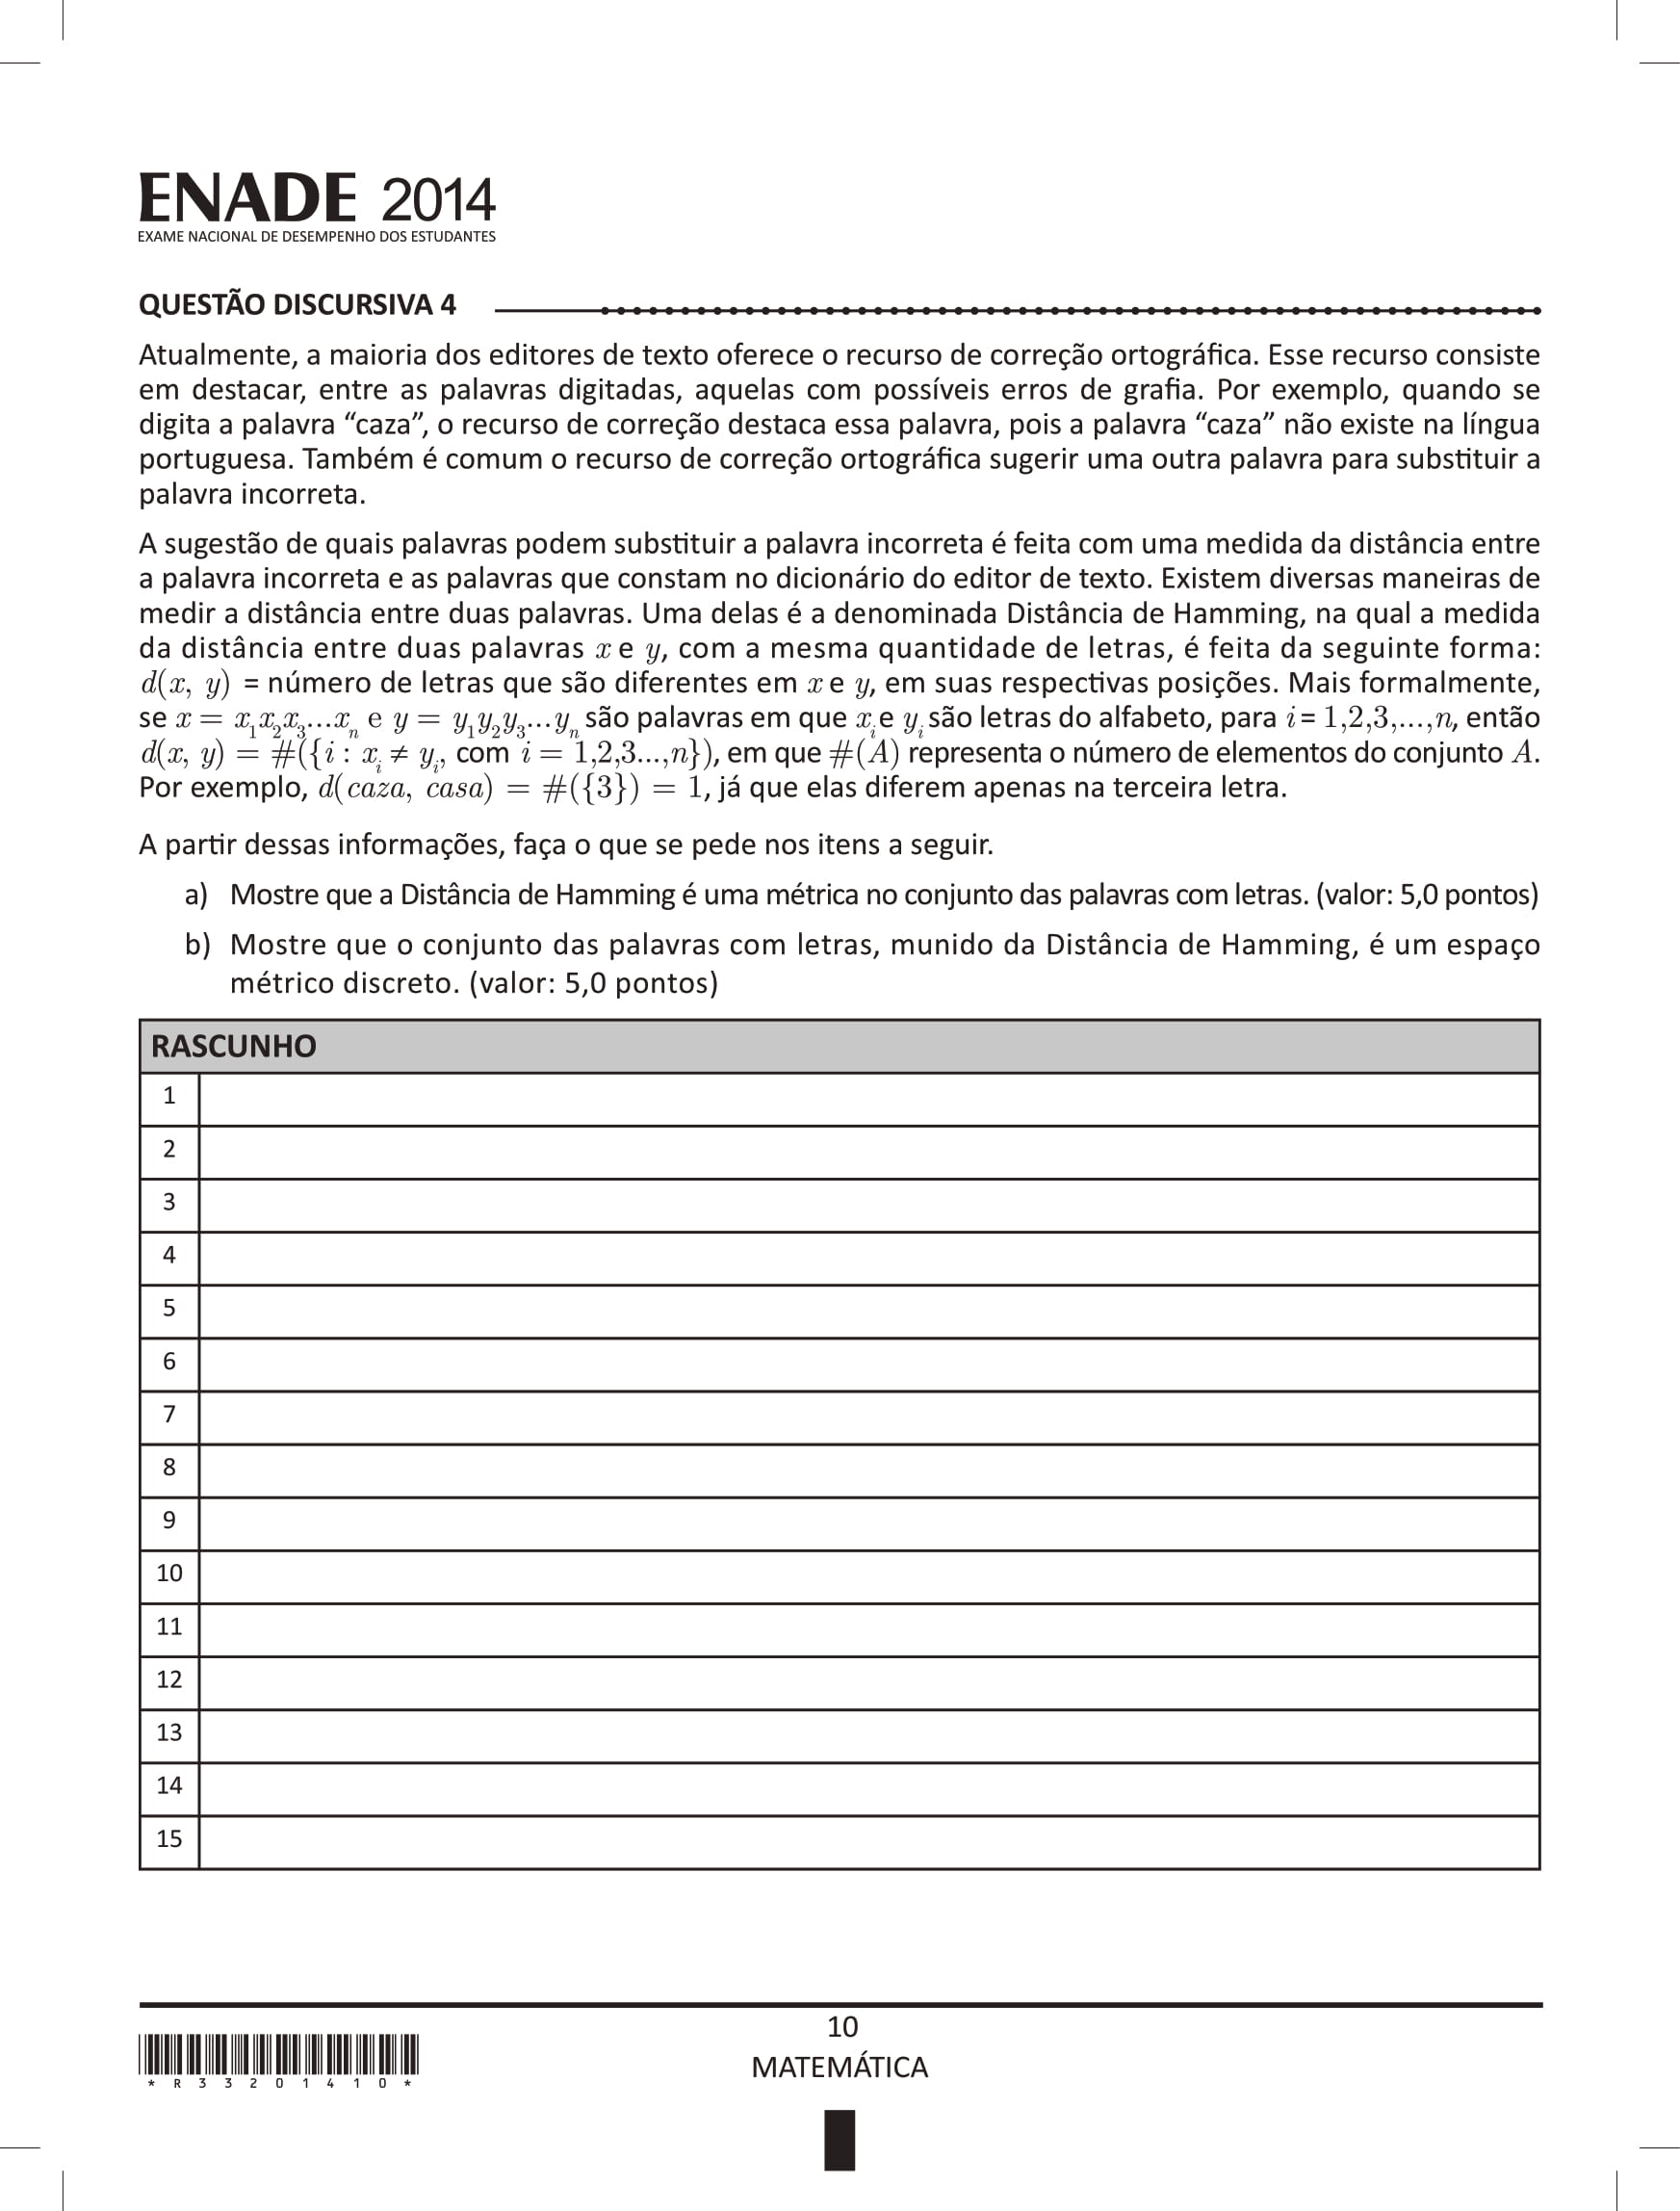 ENADE 2014
EXAME NACIONAL DE DESEMPENHO DOS ESTUDANTES
QUESTÃO DISCURSIVA 4
Atualmente, a maioria dos editores de texto oferece o recurso de correção ortográfica. Esse recurso consiste
em destacar, entre as palavras digitadas, aquelas com possíveis erros de grafia. Por exemplo, quando se
digita a palavra “caza”, o recurso de correção destaca essa palavra, pois a palavra “caza” não existe na língua
portuguesa. Também é comum o recurso de correção ortográfica sugerir uma outra palavra para substituir a
palavra incorreta.
A sugestão de quais palavras podem substituir a palavra incorreta é feita com uma medida da distância entre
a palavra incorreta e as palavras que constam no dicionário do editor de texto. Existem diversas maneiras de
medir a distância entre duas palavras. Uma delas é a denominada Distância de Hamming, na qual a medida
da distância entre duas palavras x e y, com a mesma quantidade de letras, é feita da seguinte forma:
d(x, y) = número de letras que são diferentes em x e y, em suas respectivas posições. Mais formalmente,
se x = x₁x₂x₃...xₙ e y = y₁y₂y₃...yₙ são palavras em que xᵢ e yᵢ são letras do alfabeto, para i = 1,2,3,...,n, então
d(x, y) = #({i : xᵢ ≠ yᵢ, com i = 1,2,3...,n}), em que #(A) representa o número de elementos do conjunto A.
Por exemplo, d(caza, casa) = #({3}) = 1, já que elas diferem apenas na terceira letra.
A partir dessas informações, faça o que se pede nos itens a seguir.
a) Mostre que a Distância de Hamming é uma métrica no conjunto das palavras com letras. (valor: 5,0 pontos)
b) Mostre que o conjunto das palavras com letras, munido da Distância de Hamming, é um espaço
métrico discreto. (valor: 5,0 pontos)
RASCUNHO
1
2
3
4
5
6
7
8
9
10
11
12
13
14
15
10
MATEMÁTICA
* R 3 3 2 0 1 4 1 0 *